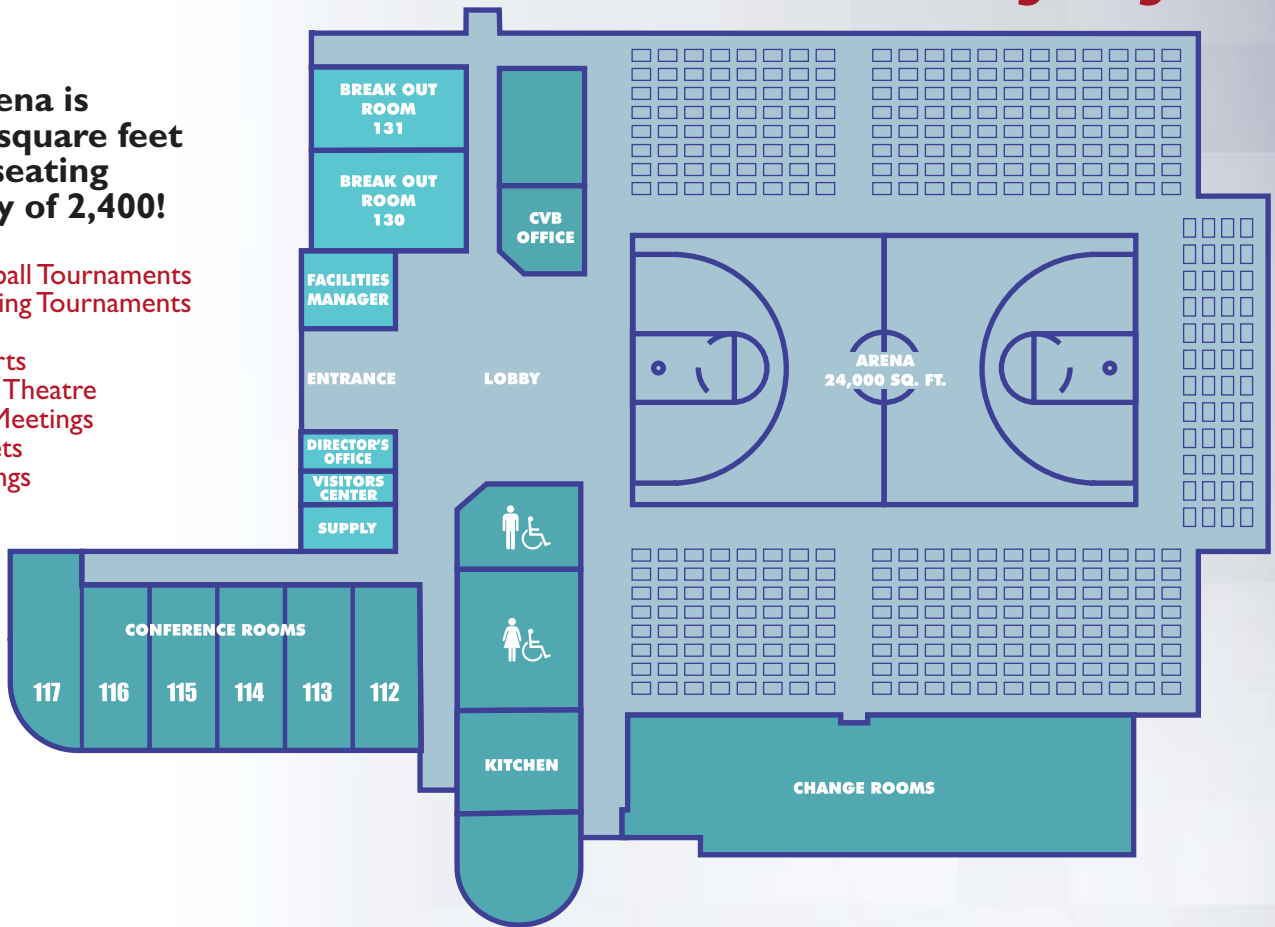 ena is
square feet
seating
y of 2,400!
ball Tournaments
ing Tournaments
rts
Theatre
Meetings
ets
ngs
BREAK OUT
ROOM
131
BREAK OUT
ROOM
130
CVB
OFFICE
FACILITIES
MANAGER
ENTRANCE
LOBBY
ARENA
24,000 SQ. FT.
DIRECTOR'S
OFFICE
VISITORS
CENTER
SUPPLY
CONFERENCE ROOMS
117 116 115 114 113 112
KITCHEN
CHANGE ROOMS